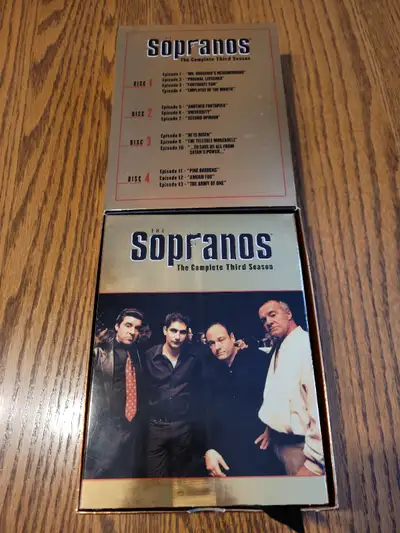 THE
Sopranos
The Complete Third Season
DISC 1
Episode 1 - "MR. RUGGERIO'S NEIGHBORHOOD"
Episode 2 - "PROSHAI, LIVUSHKA"
Episode 3 - "FORTUNATE SON"
Episode 4 - "EMPLOYEE OF THE MONTH"
DISC 2
Episode 5 - "ANOTHER TOOTHPICK"
Episode 6 - "UNIVERSITY"
Episode 7 - "SECOND OPINION"
DISC 3
Episode 8 - "HE IS RISEN"
Episode 9 - "THE TELLTALE MOOZADELL"
Episode 10 - "...TO SAVE US ALL FROM
SATAN'S POWER..."
DISC 4
Episode 11 - "PINE BARRENS"
Episode 12 - "AMOUR FOU"
Episode 13 - "THE ARMY OF ONE"
THE
Sopranos
The Complete Third Season